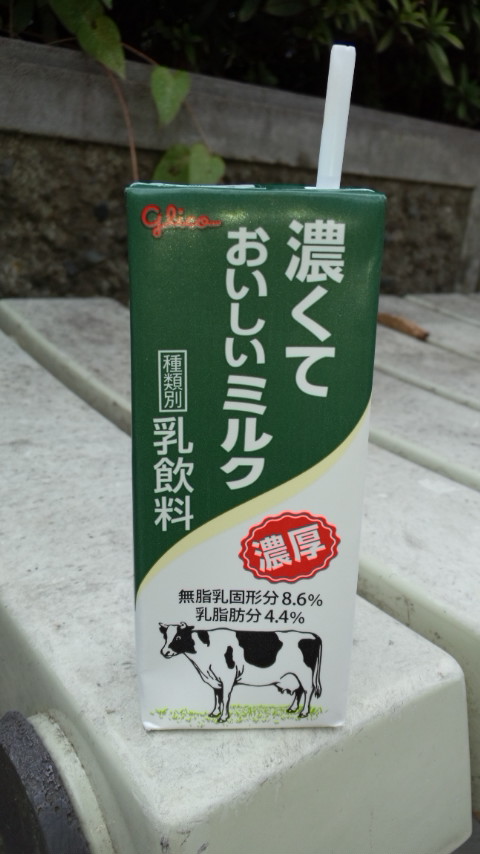 Glico
濃くて
おいしいミルク
種類別
乳飲料
濃厚
無脂乳固形分8.6%
乳脂肪分4.4%